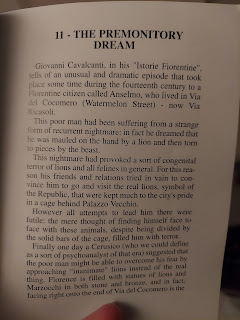 11 - THE PREMONITORY
DREAM
Giovanni Cavalcanti, in his "Istorie Fiorentine",
tells of an unusual and dramatic episode that took
place some time during the fourteenth century to a
Florentine citizen called Anselmo, who lived in Via
del Cocomero (Watermelon Street) - now Via
Ricasoli.
This poor man had been suffering from a strange
form of recurrent nightmare: in fact he dreamed that
he was mauled on the hand by a lion and then torn
to pieces by the beast.
This nightmare had provoked a sort of congenital
terror of lions and all felines in general. For this rea-
son his friends and relations tried in vain to con-
vince him to go and visit the real lions, symbol of
the Republic, that were kept much to the city's pride
in a cage behind Palazzo Vecchio.
However all attempts to lead him there were
futile: the mere thought of finding himself face to
face with these animals, despite being divided by
the solid bars of the cage, filled him with terror.
Finally one day a Cerusico (who we could define
as a sort of psychoanalyst of that era) suggested that
the poor man might be able to overcome his fear by
approaching "inanimate" lions instead of the real
thing. Florence is filled with statues of lions and
Marzocchi in both stone and bronze, and in fact,
facing right onto the end of Via del Cocomero is the